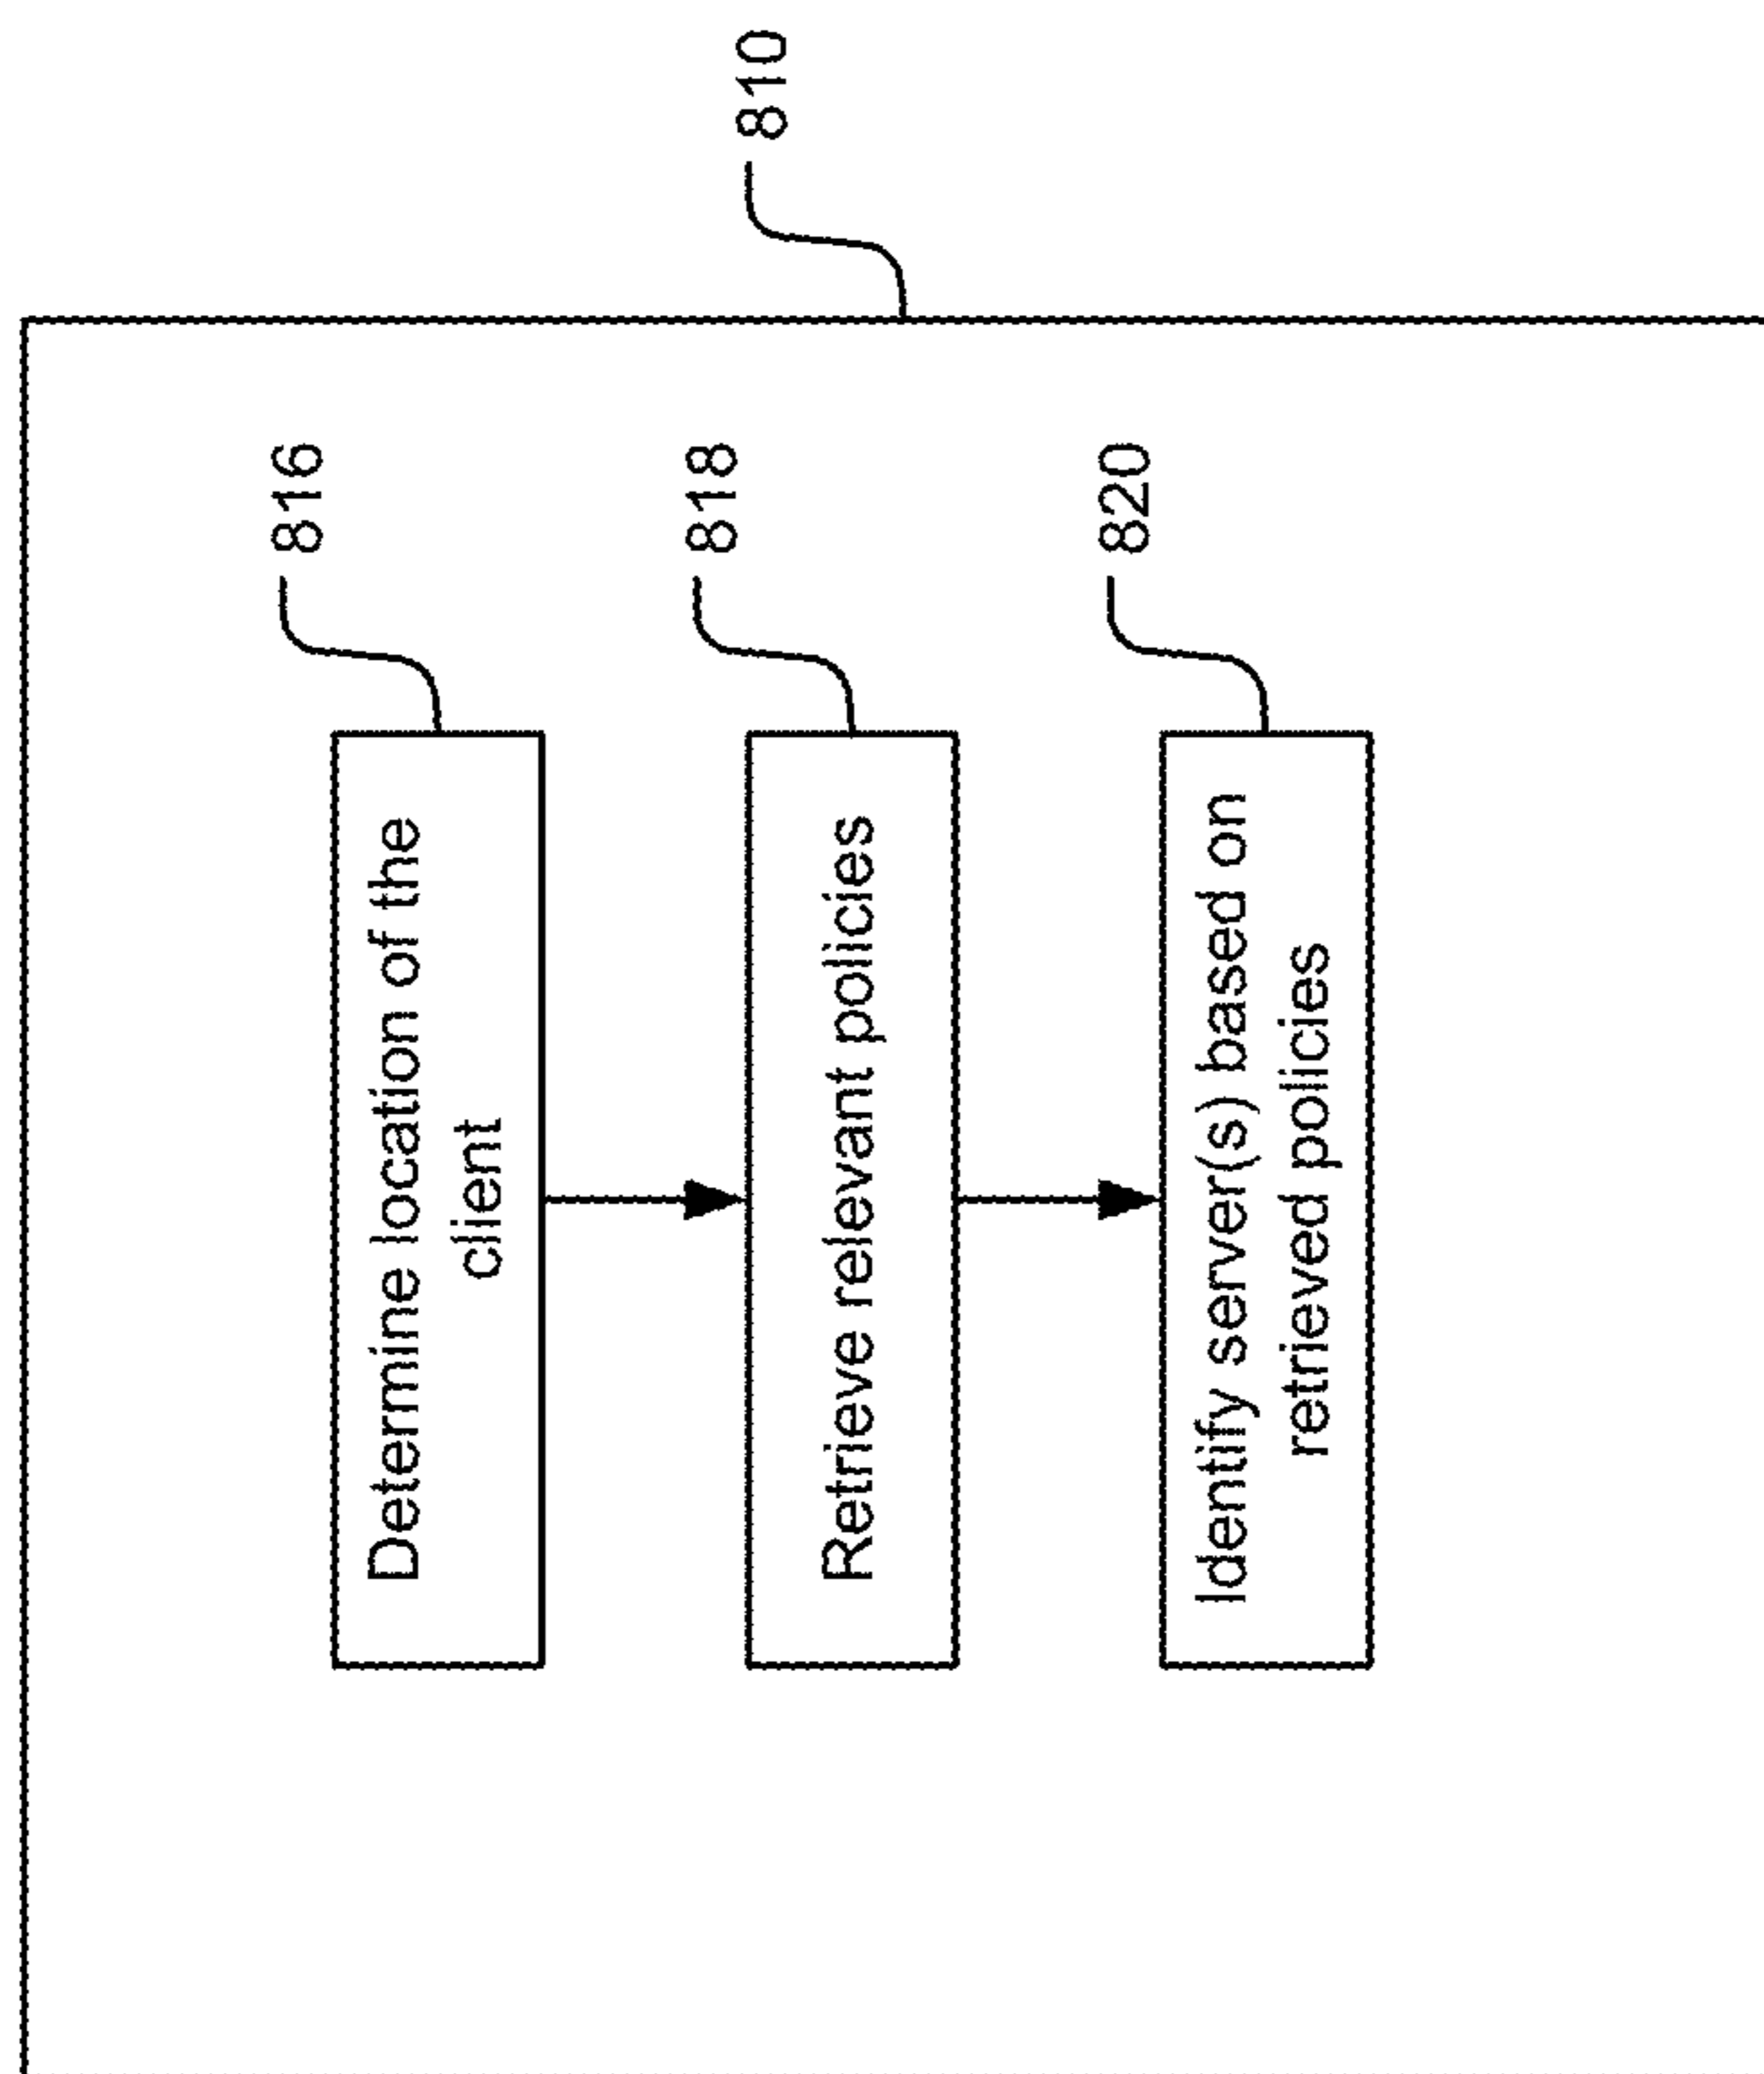 810
816
Determine location of the
client
818
Retrieve relevant policies
820
Identify server(s) based on
retrieved policies